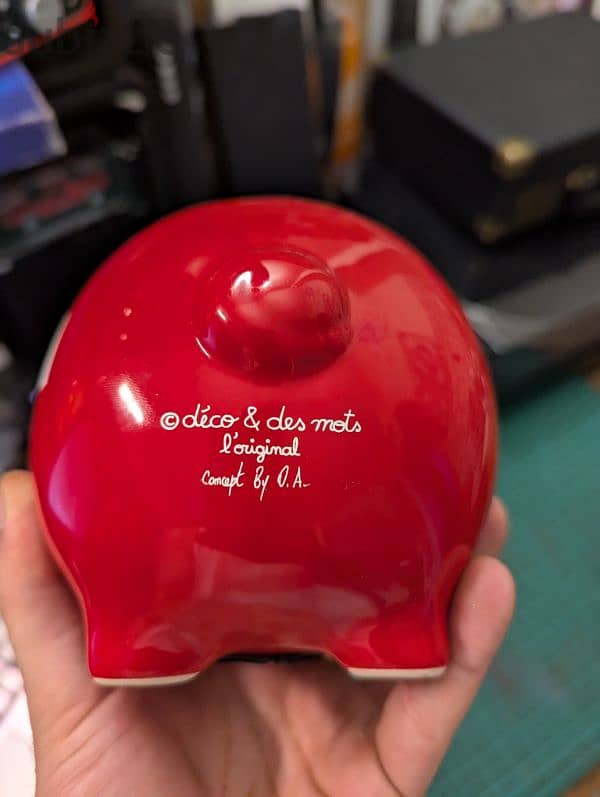 © déco & des mots
l'original
Concept By D.A.